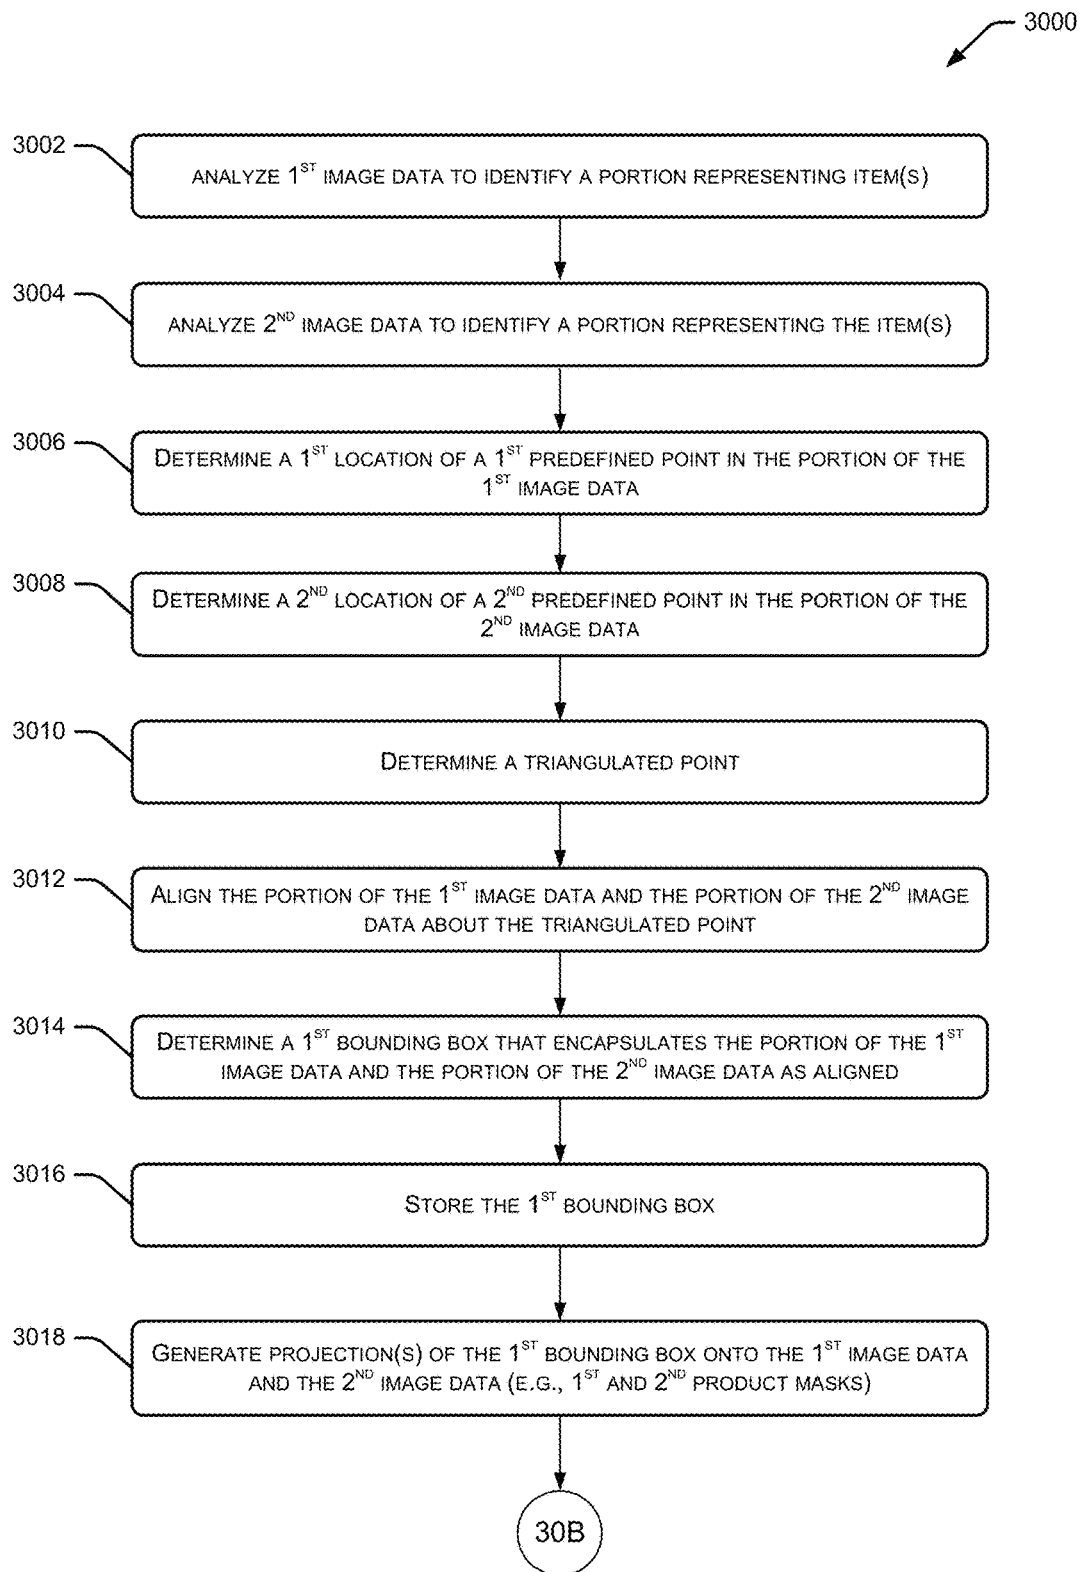 3000
3002
ANALYZE 1ST IMAGE DATA TO IDENTIFY A PORTION REPRESENTING ITEM(S)
3004
ANALYZE 2ND IMAGE DATA TO IDENTIFY A PORTION REPRESENTING THE ITEM(S)
3006
DETERMINE A 1ST LOCATION OF A 1ST PREDEFINED POINT IN THE PORTION OF THE
1ST IMAGE DATA
3008
DETERMINE A 2ND LOCATION OF A 2ND PREDEFINED POINT IN THE PORTION OF THE
2ND IMAGE DATA
3010
DETERMINE A TRIANGULATED POINT
3012
ALIGN THE PORTION OF THE 1ST IMAGE DATA AND THE PORTION OF THE 2ND IMAGE
DATA ABOUT THE TRIANGULATED POINT
3014
DETERMINE A 1ST BOUNDING BOX THAT ENCAPSULATES THE PORTION OF THE 1ST
IMAGE DATA AND THE PORTION OF THE 2ND IMAGE DATA AS ALIGNED
3016
STORE THE 1ST BOUNDING BOX
3018
GENERATE PROJECTION(S) OF THE 1ST BOUNDING BOX ONTO THE 1ST IMAGE DATA
AND THE 2ND IMAGE DATA (E.G., 1ST AND 2ND PRODUCT MASKS)
30B